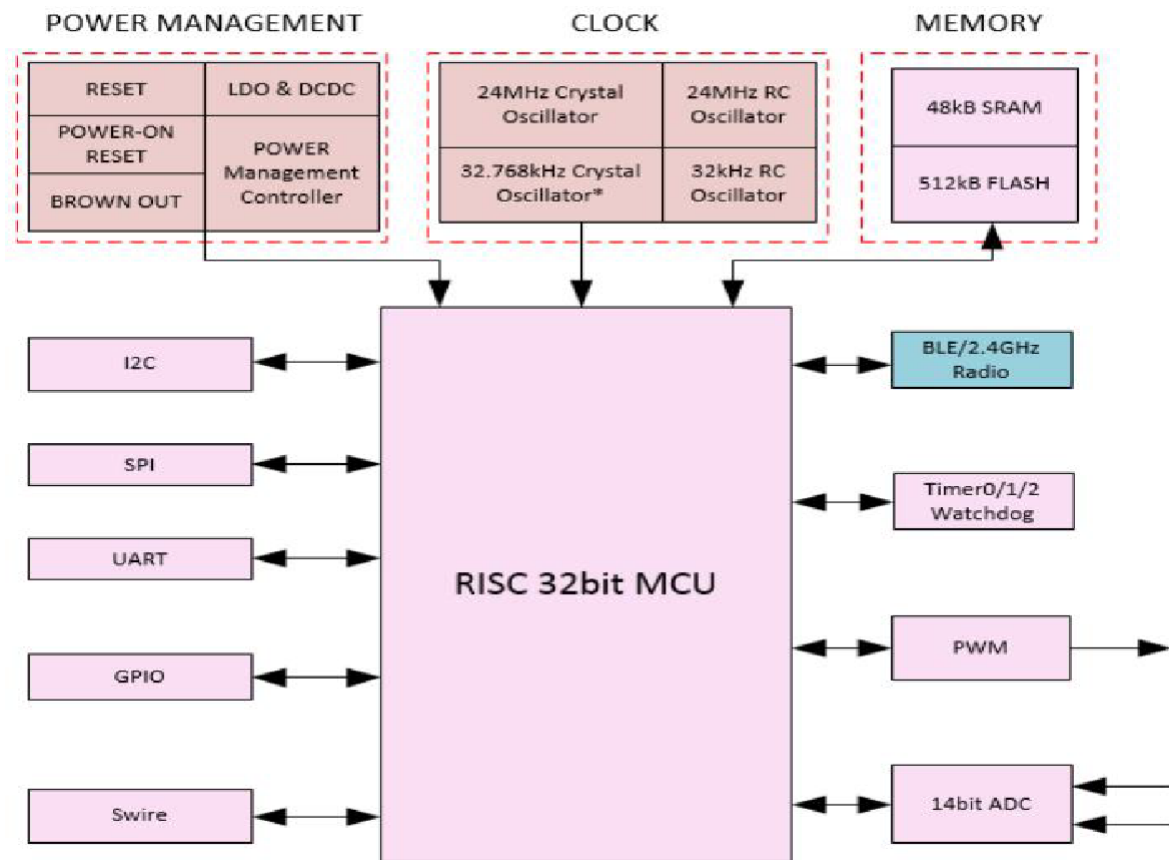 POWER MANAGEMENT
CLOCK
MEMORY
RESET
LDO & DCDC
POWER-ON
RESET
POWER
Management
Controller
BROWN OUT
24MHz Crystal
Oscillator
24MHz RC
Oscillator
32.768kHz Crystal
Oscillator*
32kHz RC
Oscillator
48kB SRAM
512kB FLASH
I2C
SPI
UART
GPIO
Swire
RISC 32bit MCU
BLE/2.4GHz
Radio
Timer0/1/2
Watchdog
PWM
14bit ADC